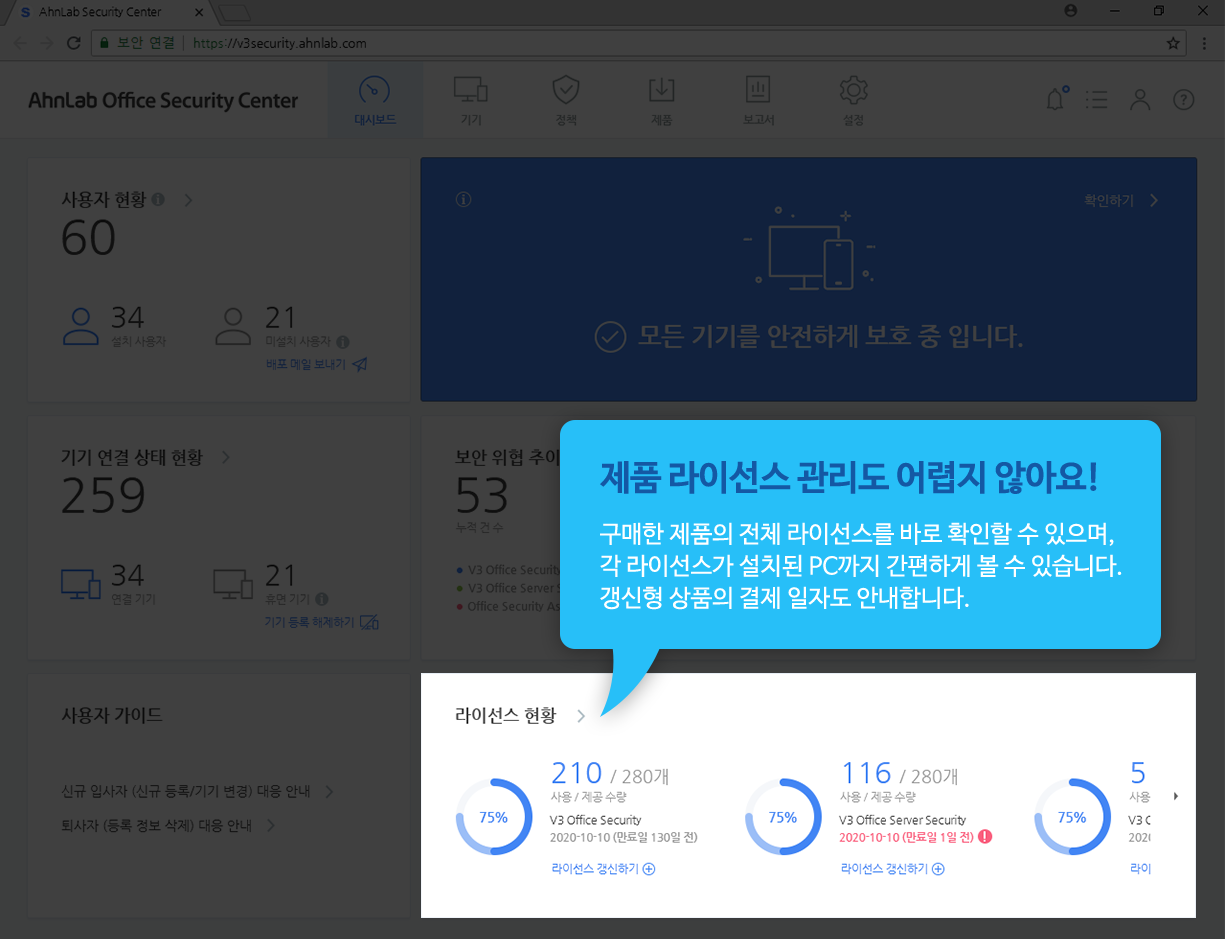 AhnLab Security Center
보안 연결
https://v3security.ahnlab.com
AhnLab Office Security Center
대시보드
기기
정책
제품
보고서
설정
사용자 현황
60
34
설치 사용자
21
미설치 사용자
배포 메일 보내기
확인하기
모든 기기를 안전하게 보호 중 입니다.
기기 연결 상태 현황
259
34
연결 기기
21
휴면 기기
기기 등록 해제하기
보안 위협 추이
53
누적 건 수
V3 Office Security
V3 Office Server S
Office Security As
제품 라이선스 관리도 어렵지 않아요!
구매한 제품의 전체 라이선스를 바로 확인할 수 있으며,
각 라이선스가 설치된 PC까지 간편하게 볼 수 있습니다.
갱신형 상품의 결제 일자도 안내합니다.
사용자 가이드
신규 입사자 (신규 등록/기기 변경) 대응 안내
퇴사자 (등록 정보 삭제) 대응 안내
라이선스 현황
75%
210 / 280개
사용 / 제공 수량
V3 Office Security
2020-10-10 (만료일 130일 전)
라이선스 갱신하기
75%
116 / 280개
사용 / 제공 수량
V3 Office Server Security
2020-10-10 (만료일 1일 전)
라이선스 갱신하기
75%
5
사용
V3
202
라이